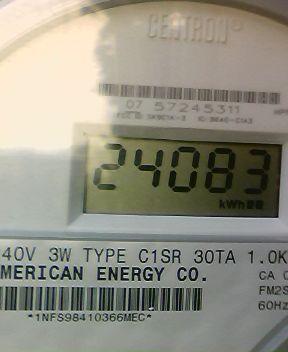 CENTRON®
07 57245311
24083
kWh
40V 3W TYPE C1SR 30TA 1.0K
MERICAN ENERGY CO.
CA
FM2S
60Hz
*1NFS98410366MEC*